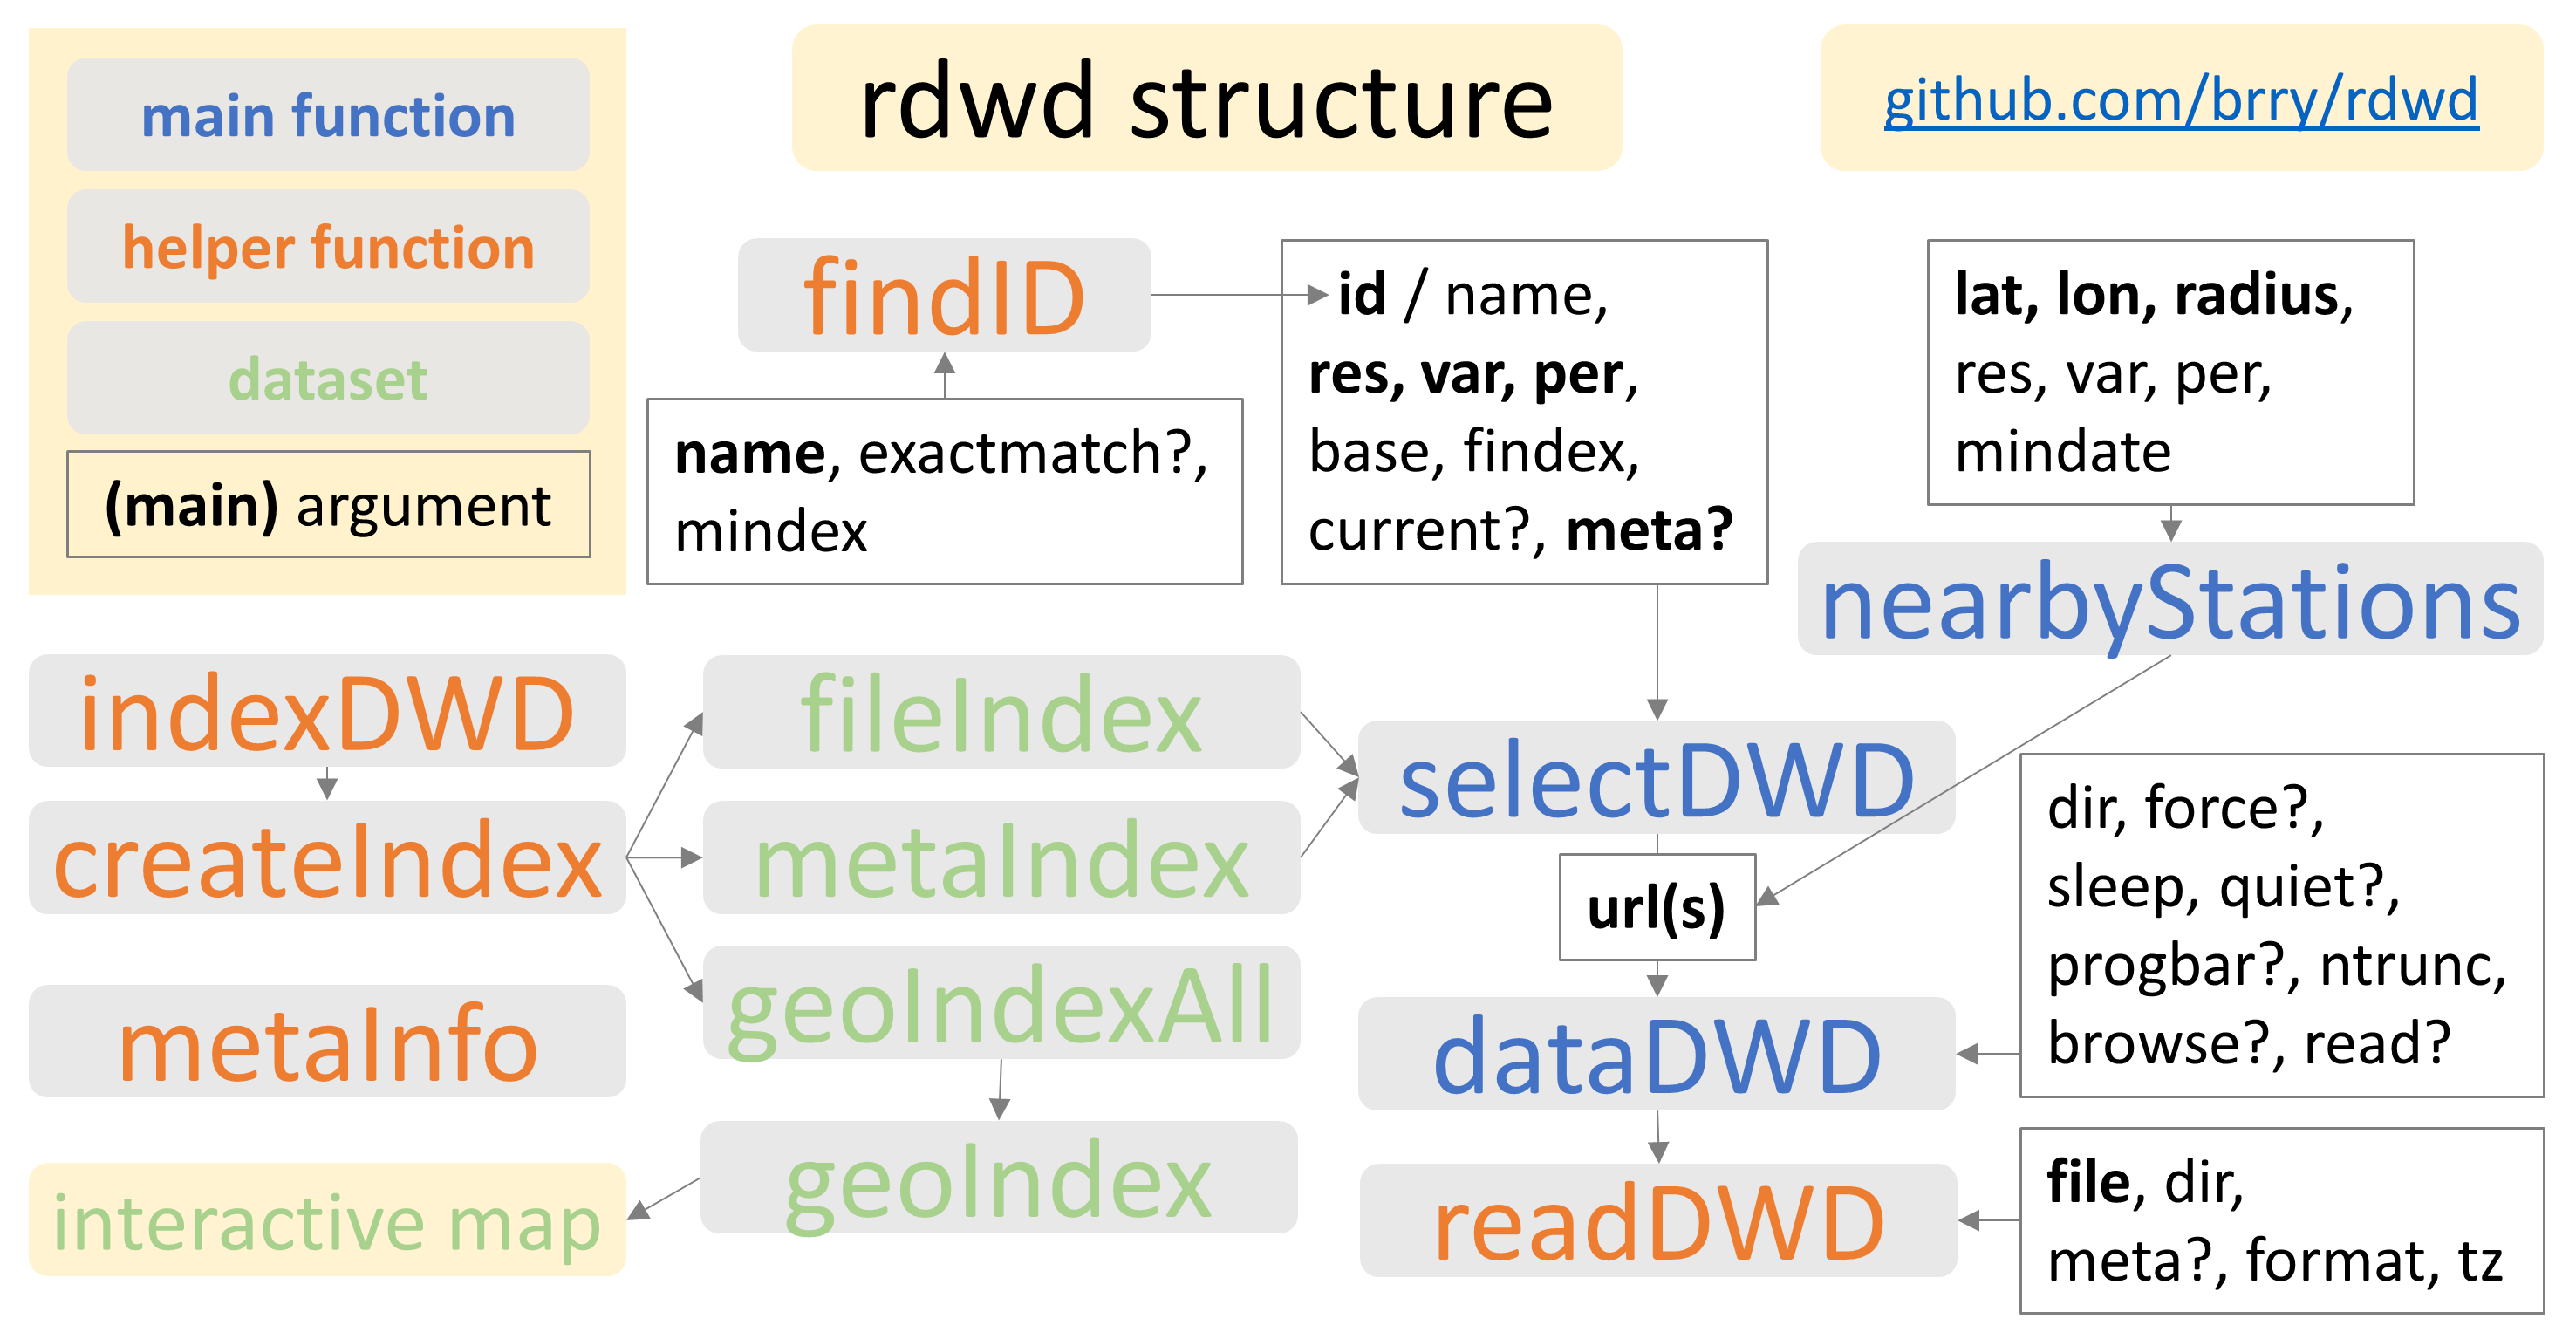 main function
helper function
dataset
(main) argument
rdwd structure
github.com/brry/rdwd
findID
name, exactmatch?,
mindex
id / name,
res, var, per,
base, findex,
current?, meta?
lat, lon, radius,
res, var, per,
mindate
nearbyStations
indexDWD
createIndex
metaInfo
interactive map
fileIndex
metaIndex
geoIndexAll
geoIndex
selectDWD
url(s)
dataDWD
readDWD
dir, force?,
sleep, quiet?,
progbar?, ntrunc,
browse?, read?
file, dir,
meta?, format, tz